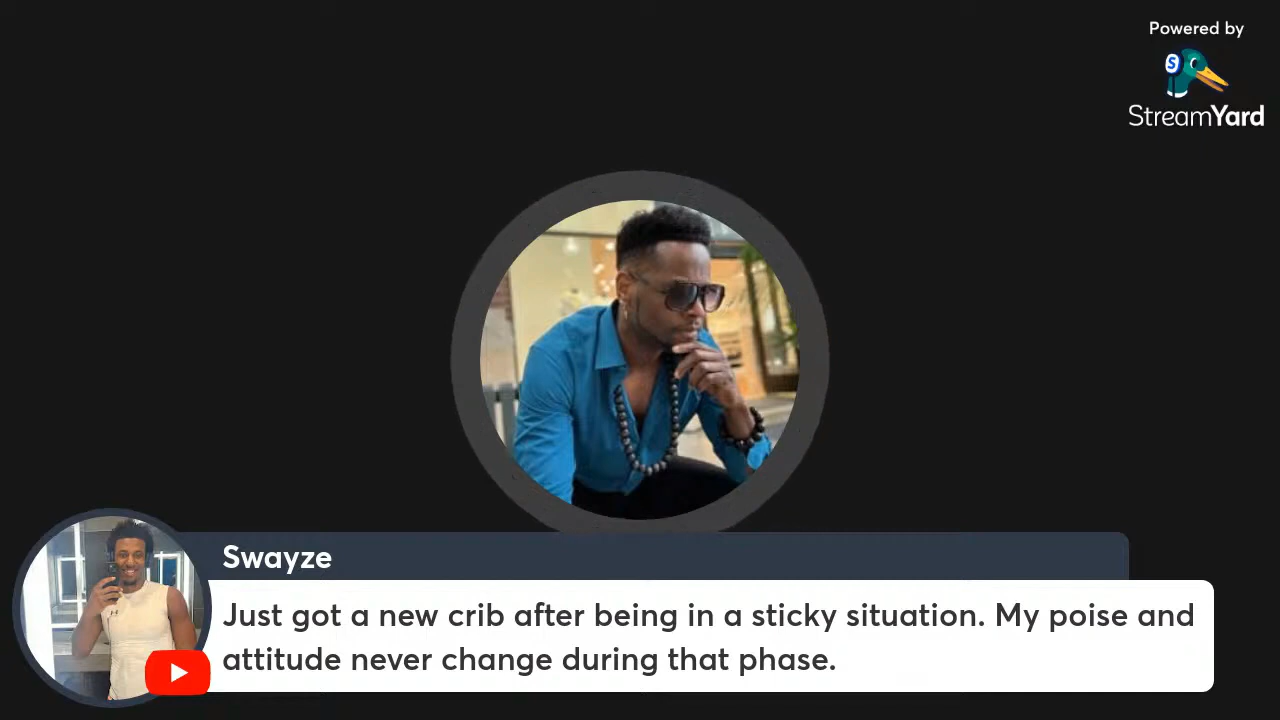 Powered by
S
StreamYard
Swayze
Just got a new crib after being in a sticky situation. My poise and
attitude never change during that phase.